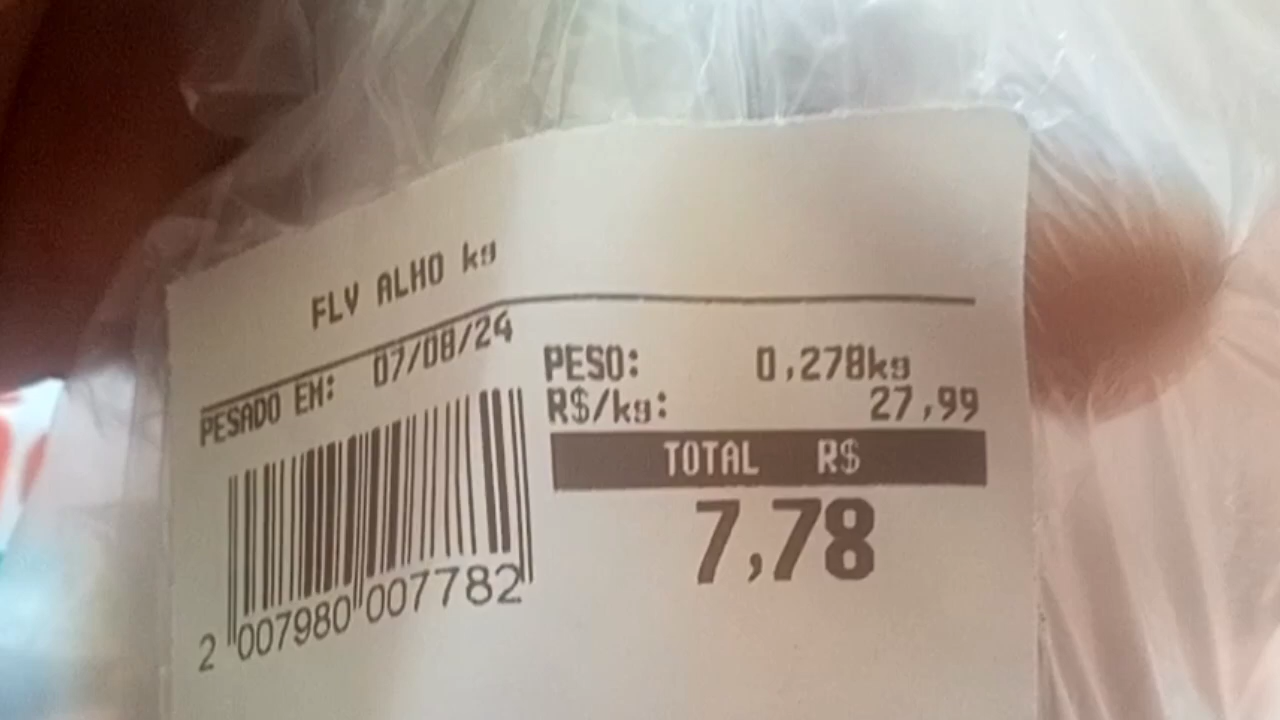 FLV ALHO kg
PESADO EM: 07/08/24
PESO: 0,278kg
R$/kg: 27,99
TOTAL R$
7,78
2 007980 007782